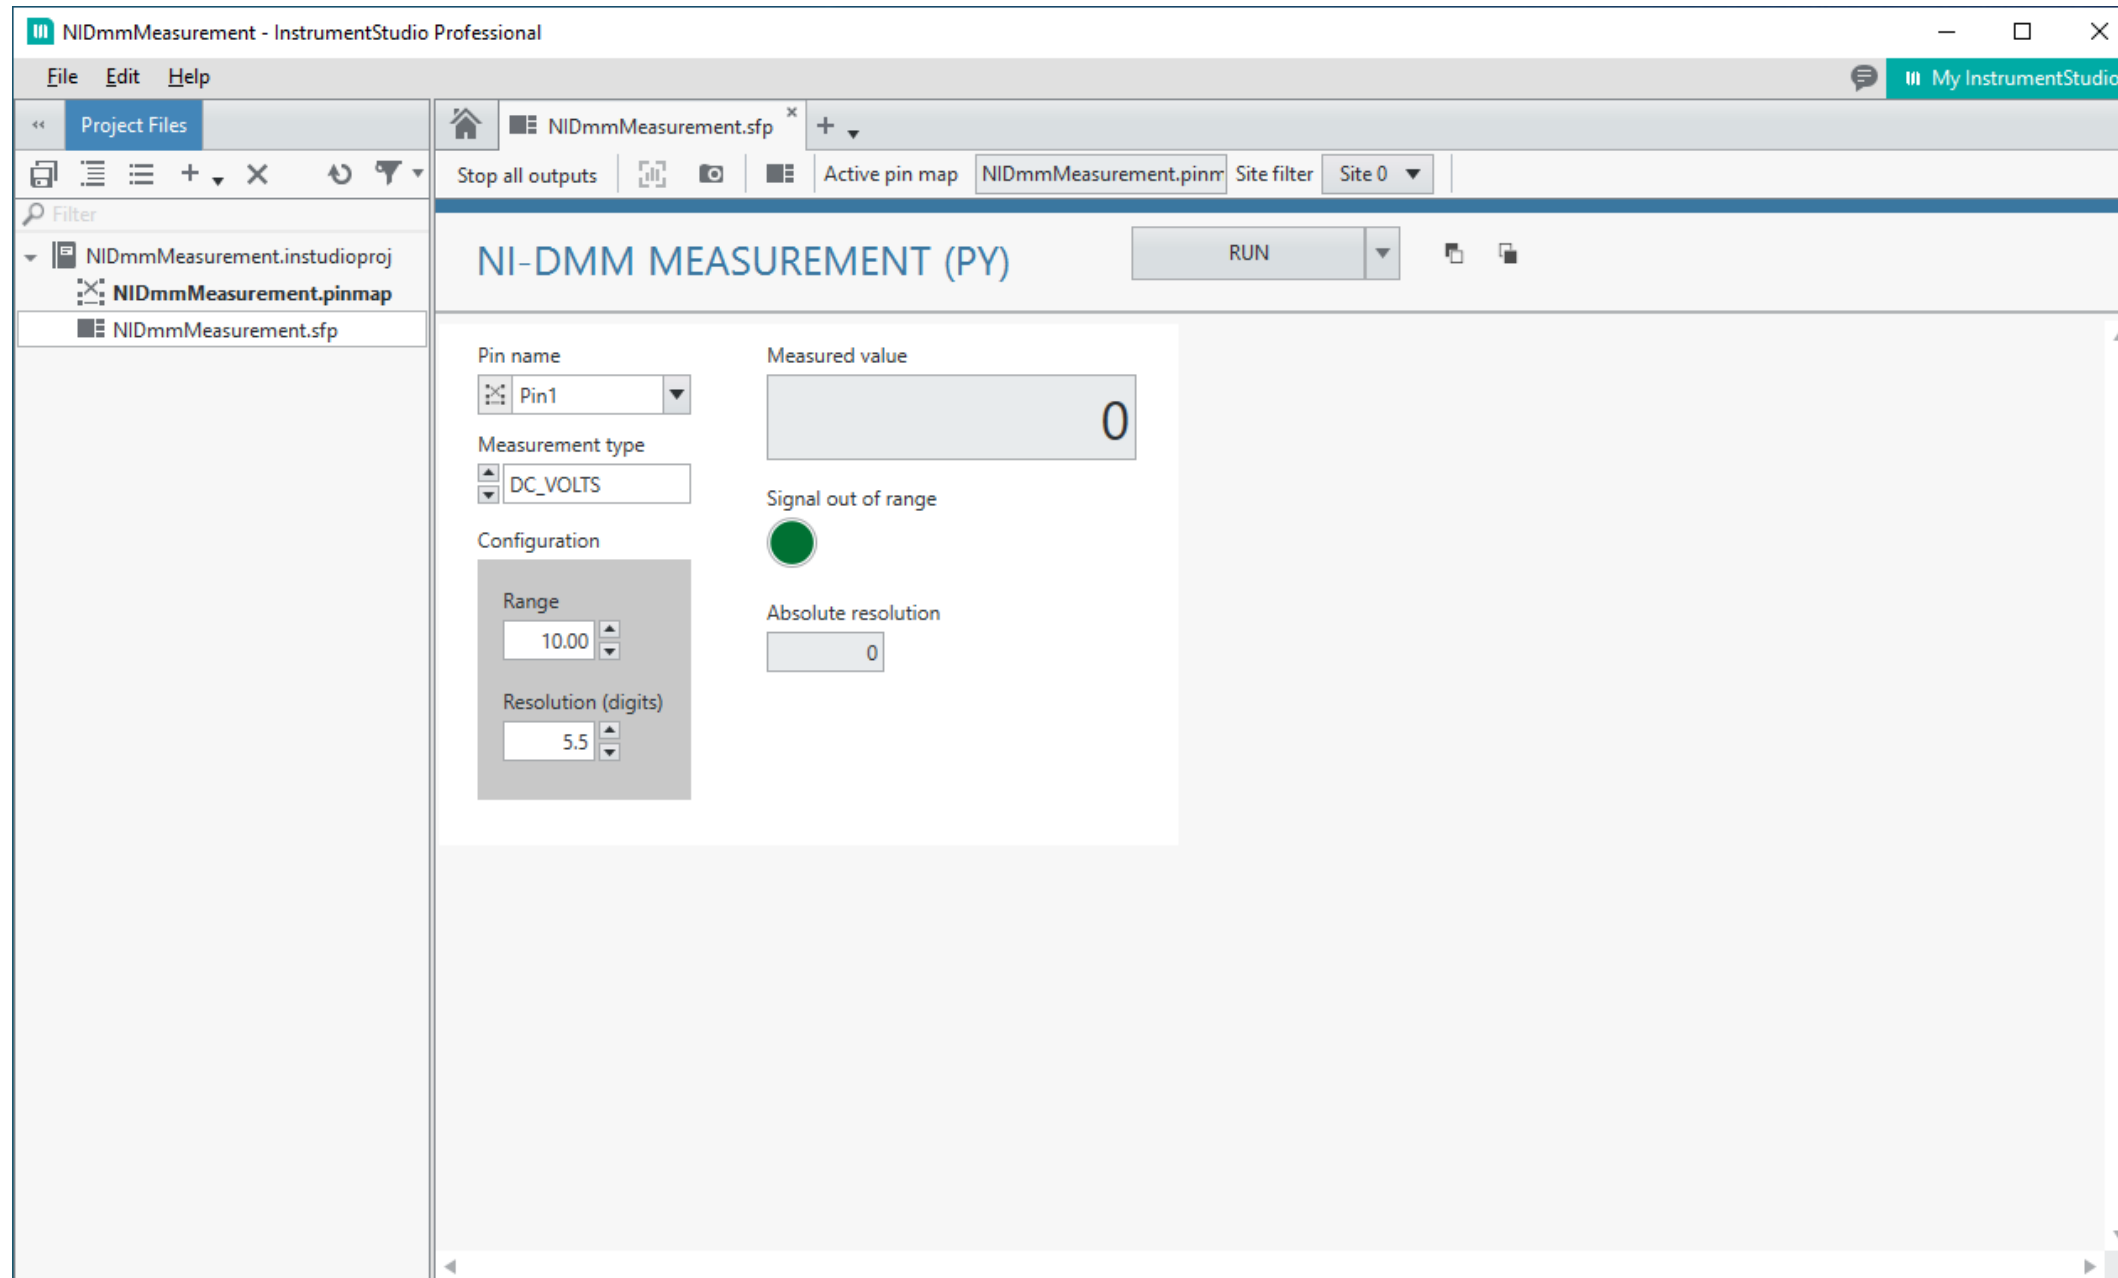 NIDmmMeasurement - InstrumentStudio Professional
File Edit Help
My InstrumentStudio
Project Files
NIDmmMeasurement.sfp
Stop all outputs
Active pin map
NIDmmMeasurement.pinm
Site filter
Site 0
Filter
NIDmmMeasurement.instudioproj
NIDmmMeasurement.pinmap
NIDmmMeasurement.sfp
NI-DMM MEASUREMENT (PY)
RUN
Pin name
Pin1
Measurement type
DC_VOLTS
Configuration
Range
10.00
Resolution (digits)
5.5
Measured value
0
Signal out of range
Absolute resolution
0